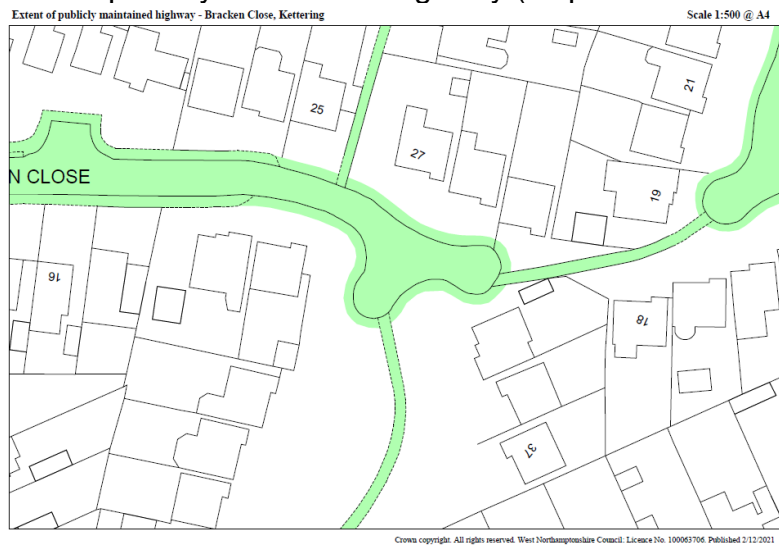 Extent of publicly maintained highway - Bracken Close, Kettering
Scale 1:500 @ A4
25
21
27
N CLOSE
19
16
18
37
Crown copyright. All rights reserved. West Northamptonshire Council: Licence No. 100063706. Published 2/12/2021